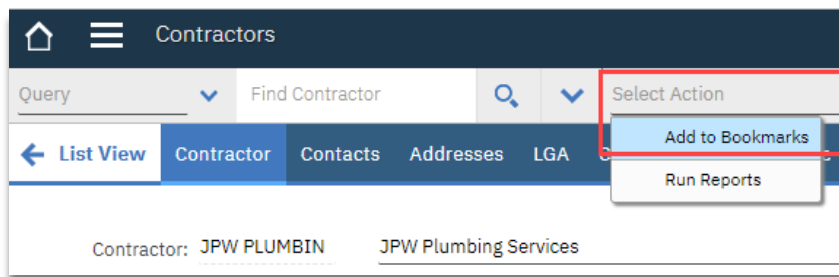 Contractors
Query Find Contractor Select Action
List View Contractor Contacts Addresses LGA
Add to Bookmarks
Run Reports
Contractor: JPW PLUMBIN JPW Plumbing Services